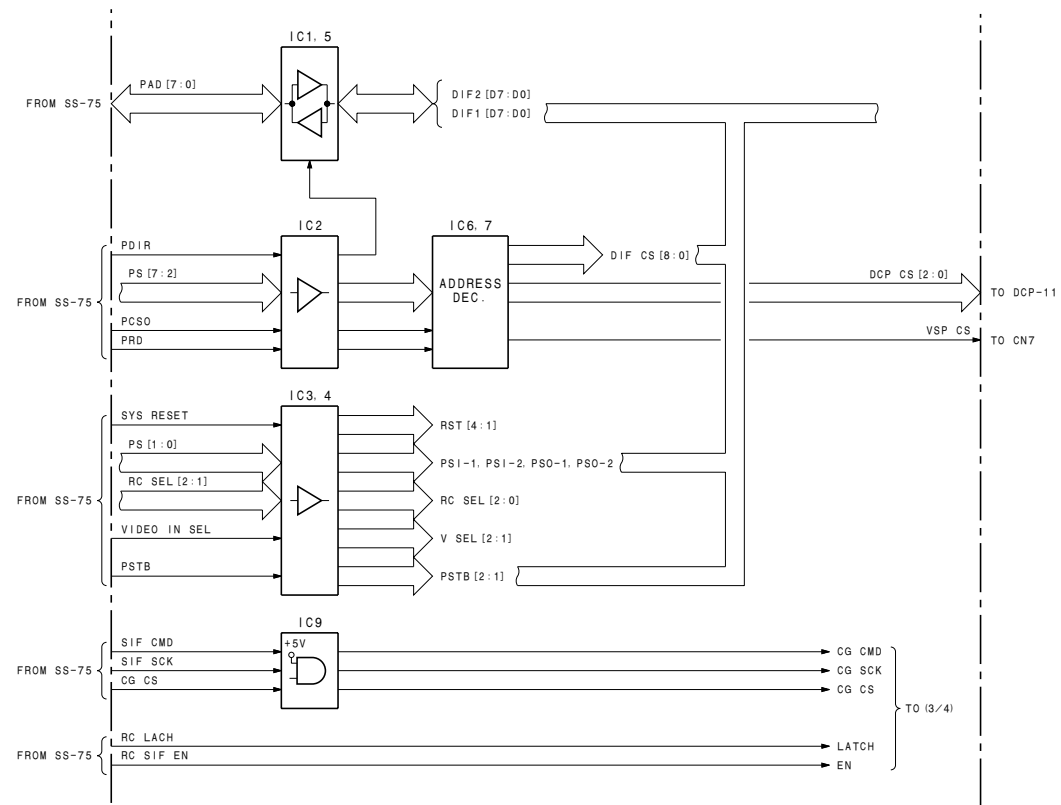 IC1, 5
PAD [7:0]
FROM SS-75
DIF2 [D7:D0]
DIF1 [D7:D0]
IC2
IC6, 7
PDIR
PS [7:2]
FROM SS-75
PCSO
PRD
ADDRESS
DEC.
DIF CS [8:0]
DCP CS [2:0]
TO DCP-11
VSP CS
TO CN7
IC3, 4
SYS RESET
PS [1:0]
RC SEL [2:1]
FROM SS-75
VIDEO IN SEL
PSTB
RST [4:1]
PSI-1, PSI-2, PSO-1, PSO-2
RC SEL [2:0]
V SEL [2:1]
PSTB [2:1]
IC9
+5V
SIF CMD
SIF SCK
FROM SS-75
CG CS
CG CMD
CG SCK
CG CS
TO (3/4)
RC LACH
RC SIF EN
FROM SS-75
LATCH
EN